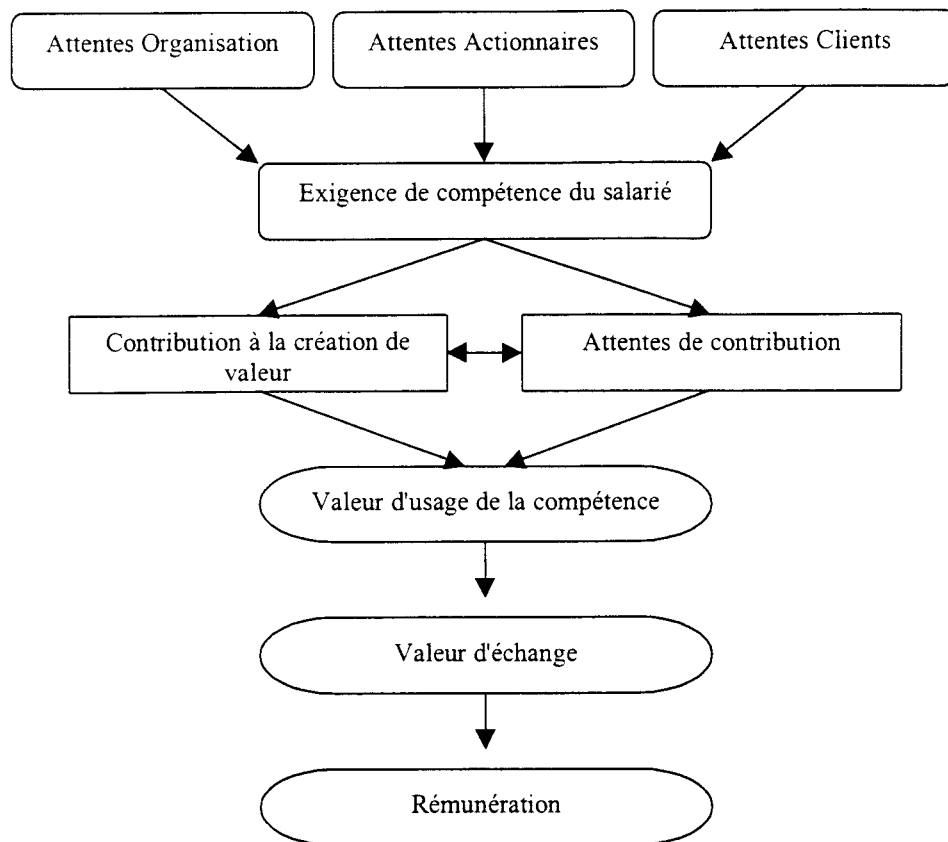 Attentes Organisation
Attentes Actionnaires
Attentes Clients
Exigence de compétence du salarié
Contribution à la création de
valeur
Attentes de contribution
Valeur d'usage de la compétence
Valeur d'échange
Rémunération